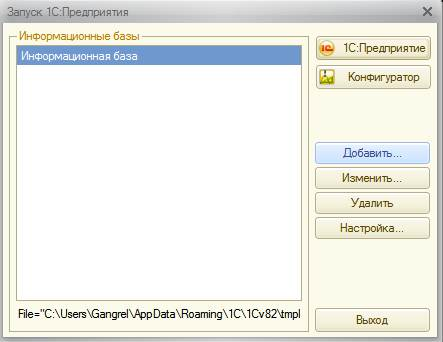 Запуск 1С:Предприятия
Информационные базы
Информационная база
1С:Предприятие
Конфигуратор
Добавить...
Изменить...
Удалить
Настройка...
File="C:\Users\Gangrel\AppData\Roaming\1C\1Cv82\tmpl
Выход